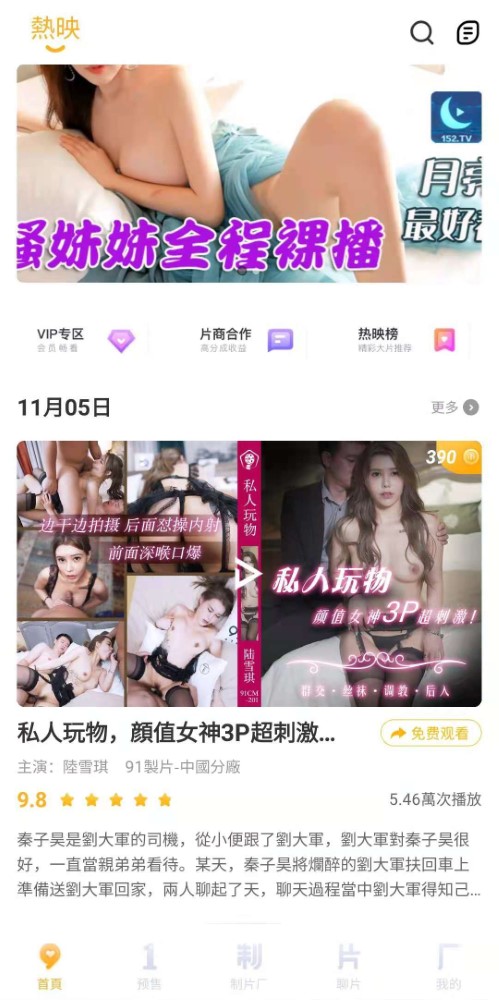 熱映
152.TV
騷妹妹全程裸播
最好
VIP专区
会员畅看
片商合作
高分成收益
热映榜
精彩大片推荐
11月05日
更多
390
边干边拍摄 后面怼操内射
前面深喉口爆
私人玩物
陆雪琪
91CM-201
私人玩物
颜值女神3P超刺激!
群交·丝袜·调教·后入
私人玩物，顔值女神3P超刺激...
免费观看
主演：陸雪琪 91製片-中國分廠
9.8
5.46萬次播放
秦子昊是劉大軍的司機，從小便跟了劉大軍，劉大軍對秦子昊很
好，一直當親弟弟看待。某天，秦子昊將爛醉的劉大軍扶回車上
準備送劉大軍回家，兩人聊起了天，聊天過程當中劉大軍得知己...
首頁
1
预售
制
制片厂
片
聊片
厂
我的